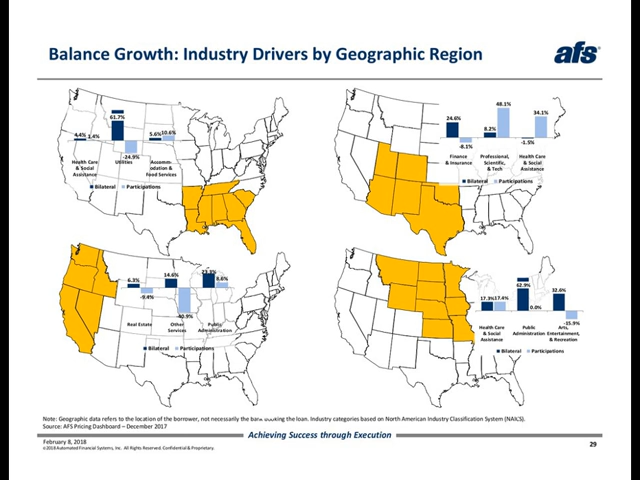 Balance Growth: Industry Drivers by Geographic Region
afs
61.7%
4.4% 1.4%
5.6% 10.6%
-24.9%
Health Care & Social Assistance
Utilities
Accommodation & Food Services
Bilateral Participations
48.1%
24.6%
34.1%
8.2%
-8.1%
-1.5%
Finance & Insurance
Professional, Scientific, & Tech
Health Care & Social Assistance
Bilateral Participations
6.3%
14.6%
8.6%
-9.4%
Real Estate
Other Services
Public Administration
Bilateral Participations
62.9%
32.6%
17.3% 17.4%
0.0%
-15.9%
Health Care & Social Assistance
Public Administration
Arts, Entertainment, & Recreation
Bilateral Participations
Note: Geographic data refers to the location of the borrower, not necessarily the bank booking the loan. Industry categories based on North American Industry Classification System (NAICS).
Source: AFS Pricing Dashboard – December 2017
Achieving Success through Execution
February 8, 2018
©2018 Automated Financial Systems, Inc. All Rights Reserved. Confidential & Proprietary.
29